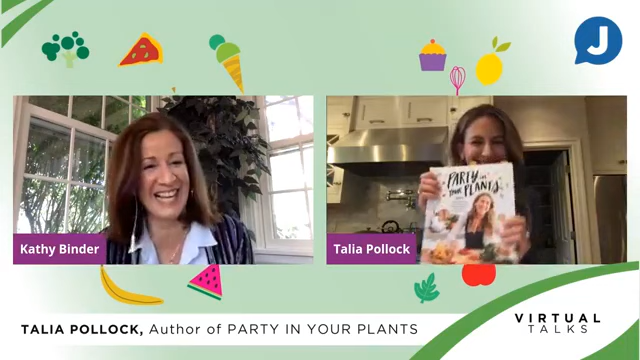 J
PARTY IN
YOUR PLANTS
Kathy Binder
Talia Pollock
TALIA POLLOCK, Author of PARTY IN YOUR PLANTS
VIRTUAL
TALKS